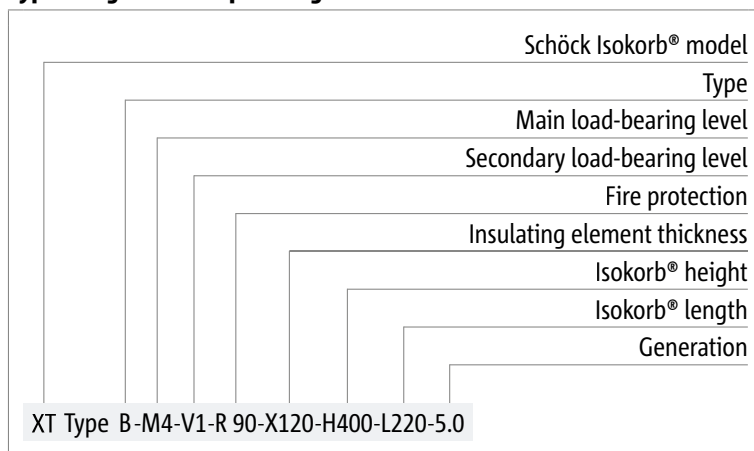 Schöck Isokorb® model
Type
Main load-bearing level
Secondary load-bearing level
Fire protection
Insulating element thickness
Isokorb® height
Isokorb® length
Generation
XT Type B-M4-V1-R 90-X120-H400-L220-5.0